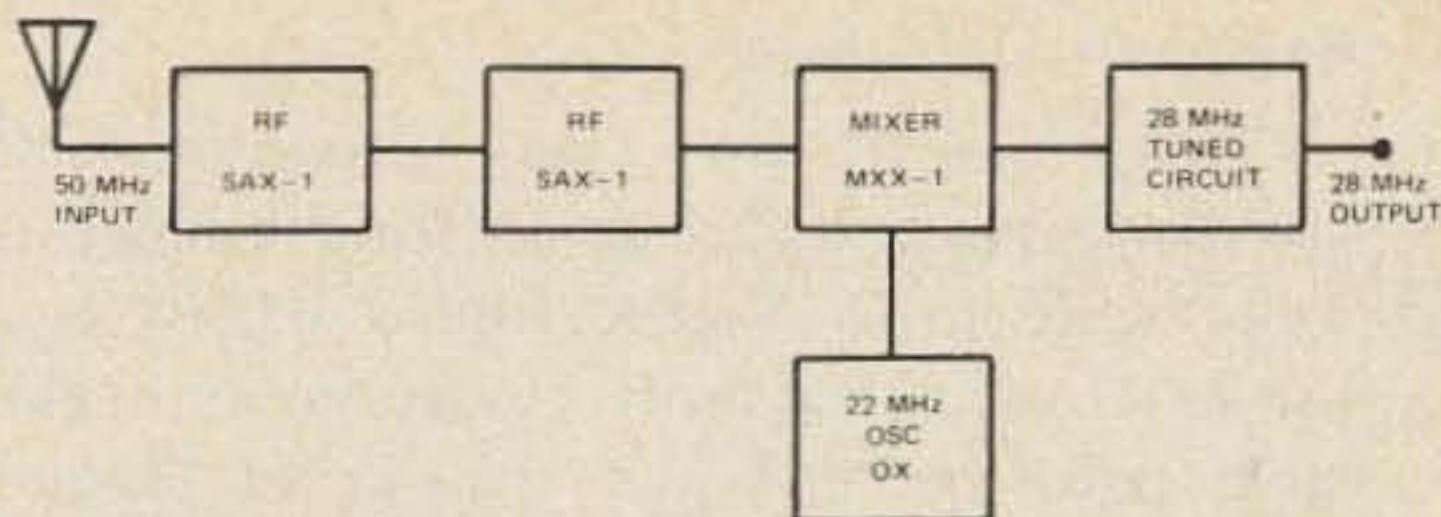 50 MHz
INPUT
RF
SAX-1
RF
SAX-1
MIXER
MXX-1
28 MHz
TUNED
CIRCUIT
28 MHz
OUTPUT
22 MHz
OSC
OX